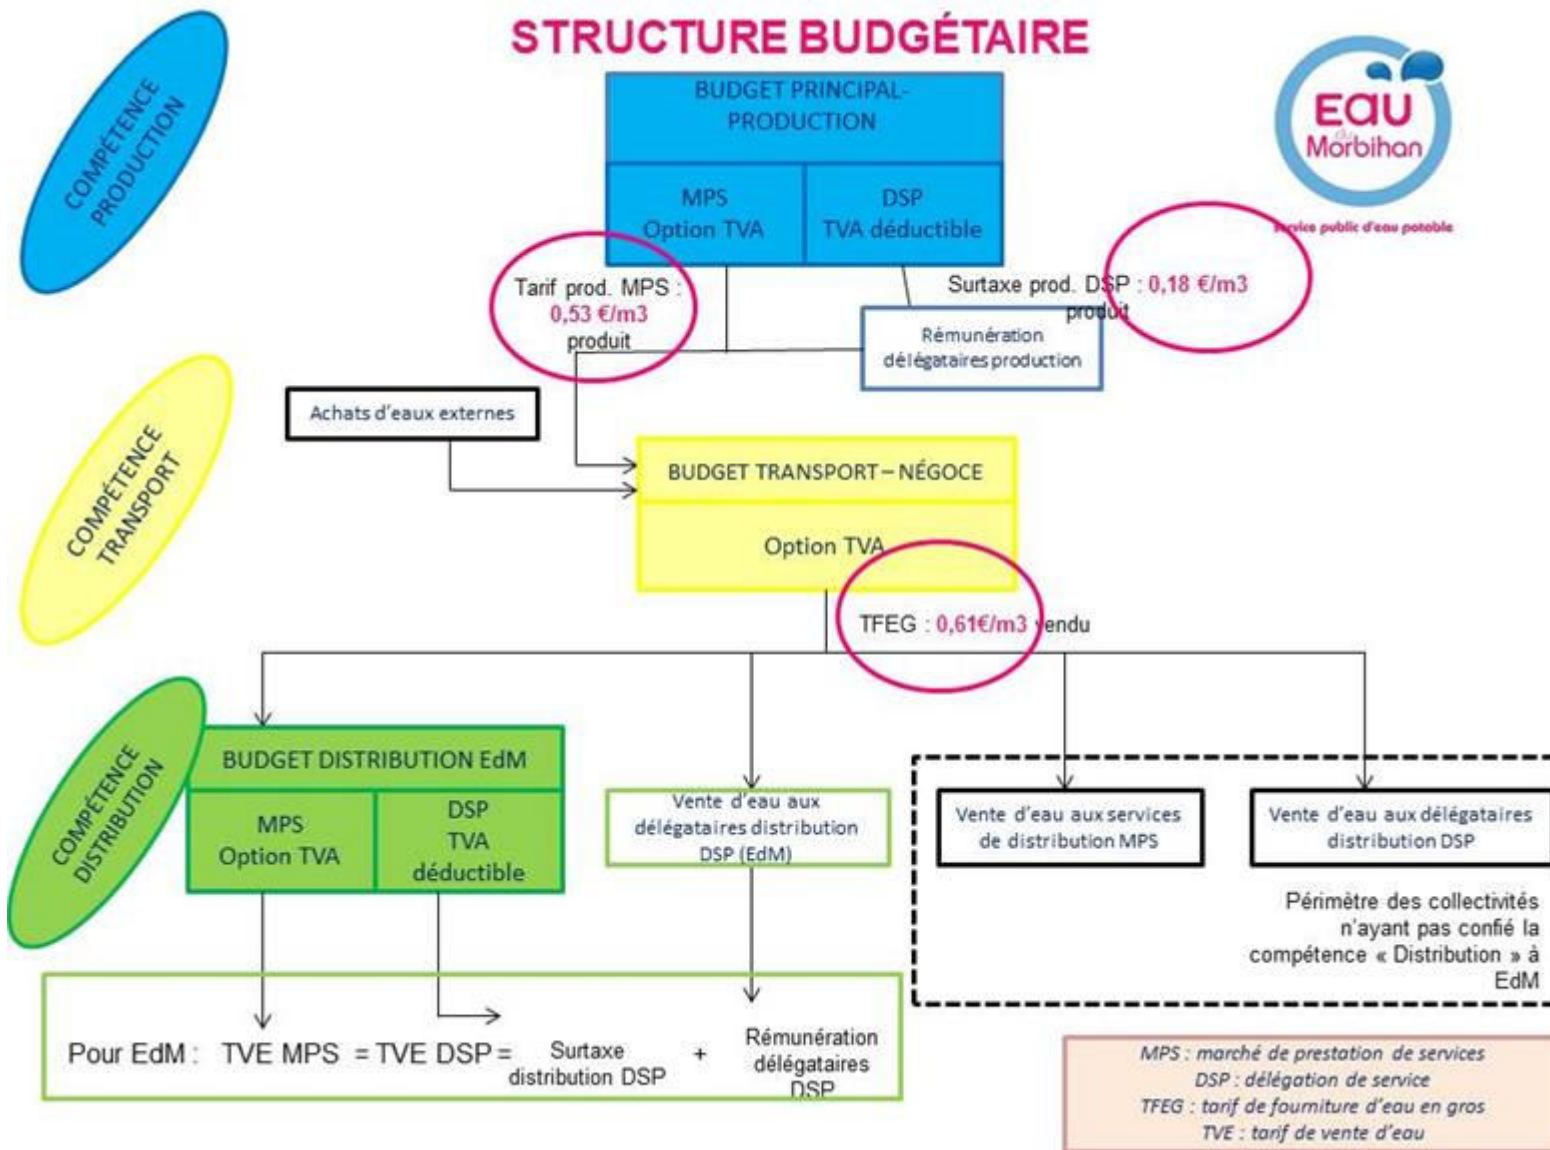 STRUCTURE BUDGÉTAIRE
COMPÉTENCE
PRODUCTION
BUDGET PRINCIPAL-
PRODUCTION
MPS
Option TVA
DSP
TVA déductible
EAU
du
Morbihan
service public d'eau potable
Tarif prod. MPS :
0,53 €/m3
produit
Surtaxe prod. DSP : 0,18 €/m3
produit
Rémunération
délégataires production
Achats d'eaux externes
COMPÉTENCE
TRANSPORT
BUDGET TRANSPORT – NÉGOCE
Option TVA
TFEG : 0,61€/m3 vendu
COMPÉTENCE
DISTRIBUTION
BUDGET DISTRIBUTION EdM
MPS
Option TVA
DSP
TVA
déductible
Vente d'eau aux
délégataires distribution
DSP (EdM)
Vente d'eau aux services
de distribution MPS
Vente d'eau aux délégataires
distribution DSP
Périmètre des collectivités
n'ayant pas confié la
compétence « Distribution » à
EdM
Pour EdM : TVE MPS = TVE DSP = Surtaxe
distribution DSP
+
Rémunération
délégataires
DSP
MPS : marché de prestation de services
DSP : délégation de service
TFEG : tarif de fourniture d'eau en gros
TVE : tarif de vente d'eau